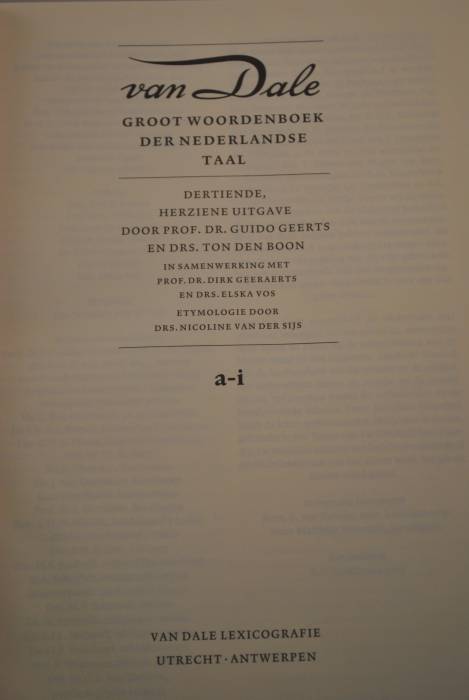 van Dale
GROOT WOORDENBOEK
DER NEDERLANDSE
TAAL
DERTIENDE,
HERZIENE UITGAVE
DOOR PROF. DR. GUIDO GEERTS
EN DRS. TON DEN BOON
IN SAMENWERKING MET
PROF. DR. DIRK GEERAERTS
EN DRS. ELSKA VOS
ETYMOLOGIE DOOR
DRS. NICOLINE VAN DER SIJS
a-i
VAN DALE LEXICOGRAFIE
UTRECHT · ANTWERPEN